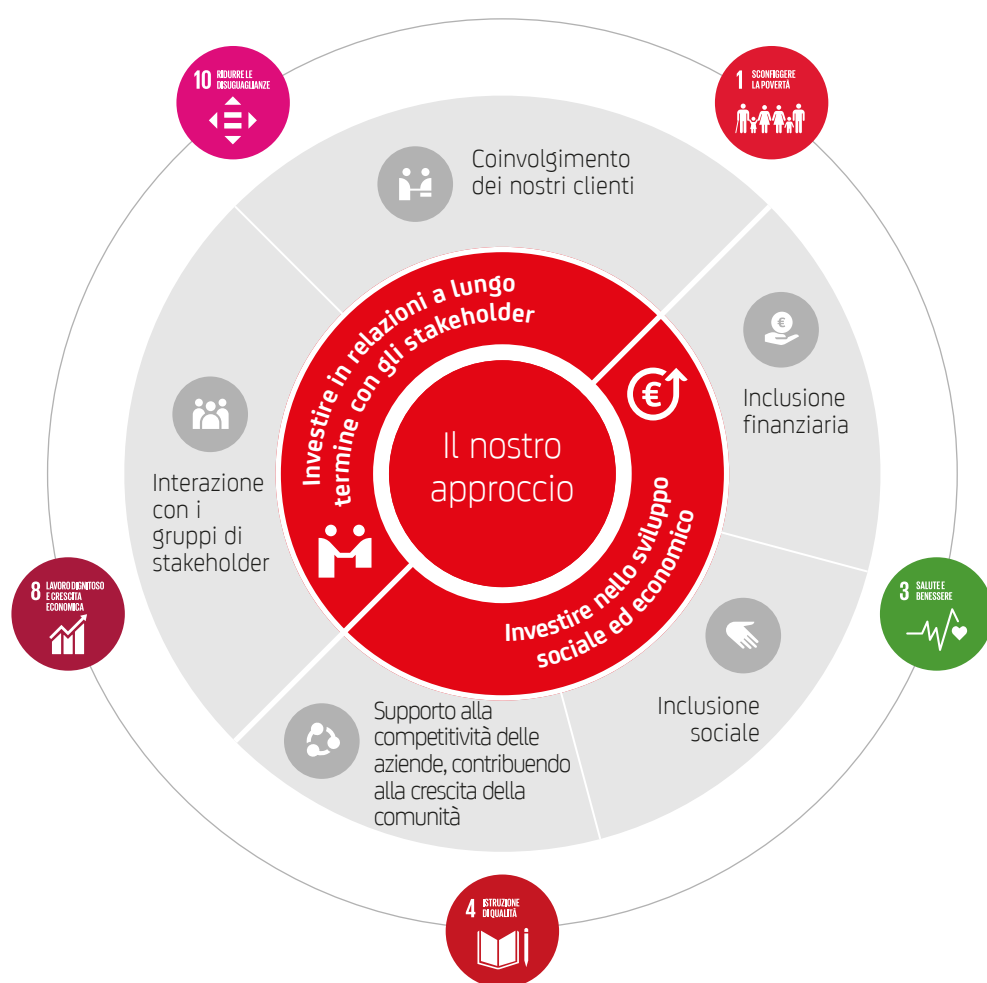 10 RIDURRE LE
DISUGUAGLIANZE
1 SCONFIGGERE
LA POVERTÀ
Coinvolgimento
dei nostri clienti
Investire in relazioni a lungo
termine con gli stakeholder
€
€
Inclusione
finanziaria
Il nostro
approccio
Interazione
con i
gruppi di
stakeholder
Investire nello sviluppo
sociale ed economico
8 LAVORO DIGNITOSO
E CRESCITA
ECONOMICA
3 SALUTE E
BENESSERE
Inclusione
sociale
Supporto alla
competitività delle
aziende, contribuendo
alla crescita della
comunità
4 ISTRUZIONE
DI QUALITÀ